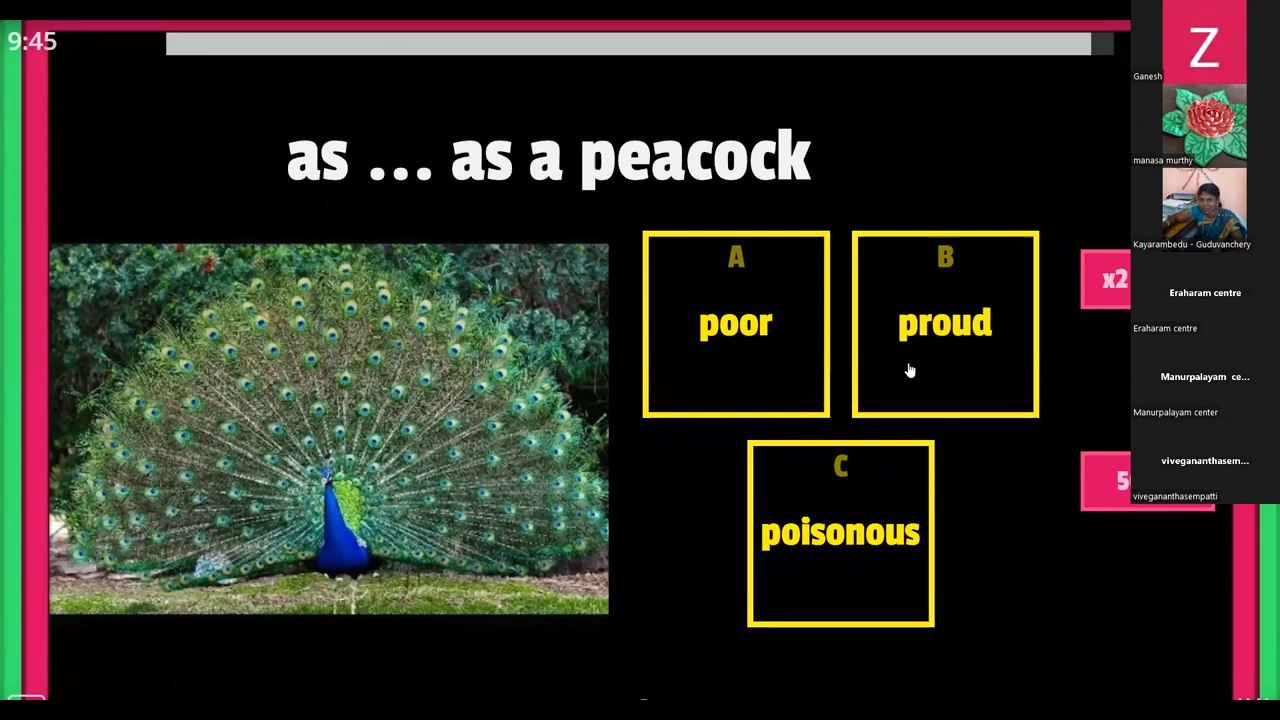 9:45
as ... as a peacock
A
poor
B
proud
C
poisonous
x2
5
Z
Ganesh
manasa murthy
Kayarambedu - Guduvanchery
Eraharam centre
Eraharam centre
Manurpalayam ce...
Manurpalayam center
vivegananthasem...
vivegananthasempatti